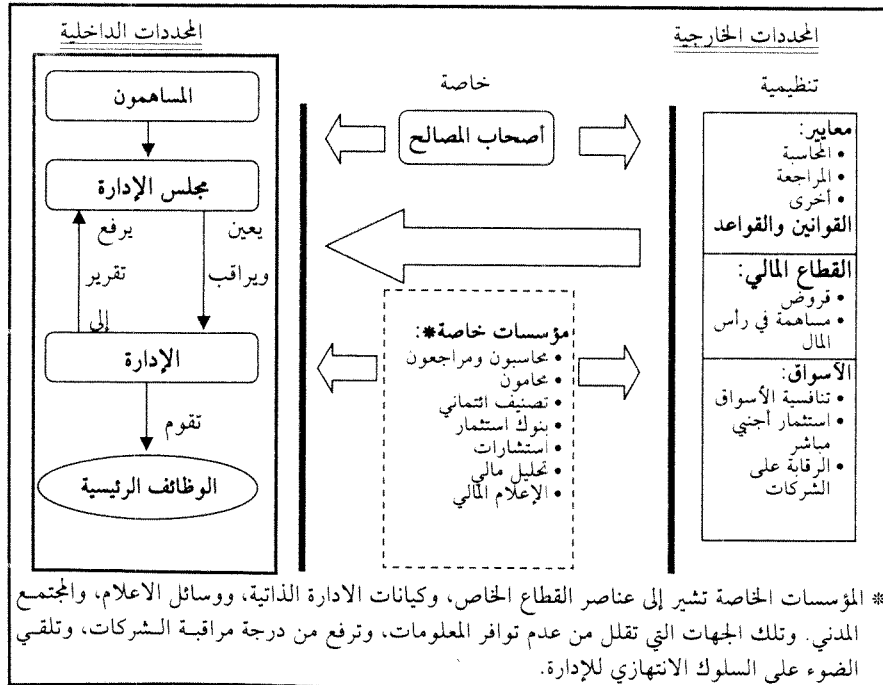 المحددات الخارجية
المحددات الداخلية
تنظيمية
خاصة
معايير:
• المحاسبة
• المراجعة
• أخرى
القوانين والقواعد
القطاع المالي:
• قروض
• مساهمة في رأس
المال
الأسواق:
• تنافسية الأسواق
• استثمار أجنبي
مباشر
• الرقابة على
الشركات
أصحاب المصالح
مؤسسات خاصة*:
• محاسبون ومراجعون
• محامون
• تصنيف ائتماني
• بنوك استثمار
• استشارات
• تحليل مالي
• الإعلام المالي
المساهمون
مجلس الإدارة
يعين
ويراقب
يرفع
تقرير
إلى
الإدارة
تقوم
الوظائف الرئيسية
* المؤسسات الخاصة تشير إلى عناصر القطاع الخاص، وكيانات الادارة الذاتية، ووسائل الاعلام، والمجتمع
المدني. وتلك الجهات التي تقلل من عدم توافر المعلومات، وترفع من درجة مراقبة الشركات، وتلقي
الضوء على السلوك الانتهازي للإدارة.